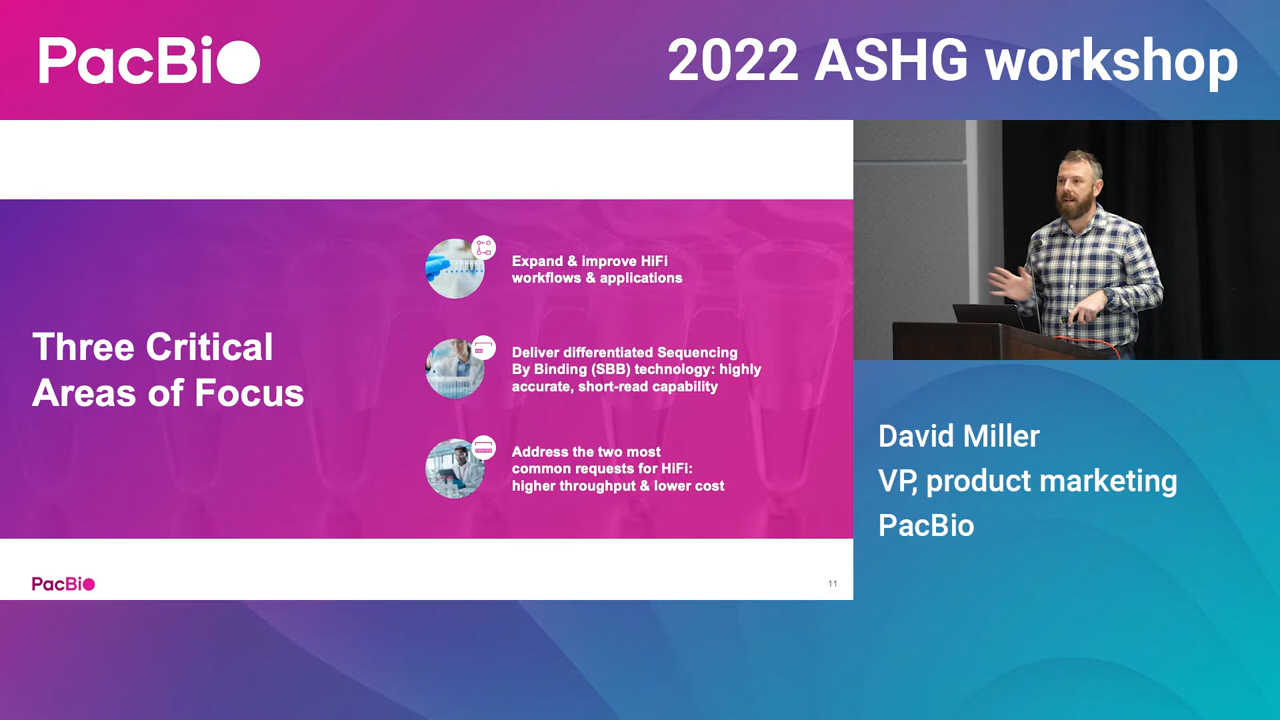 PacBio
2022 ASHG workshop
Three Critical
Areas of Focus
Expand & improve HiFi
workflows & applications
Deliver differentiated Sequencing
By Binding (SBB) technology: highly
accurate, short-read capability
Address the two most
common requests for HiFi:
higher throughput & lower cost
PacBio
11
David Miller
VP, product marketing
PacBio